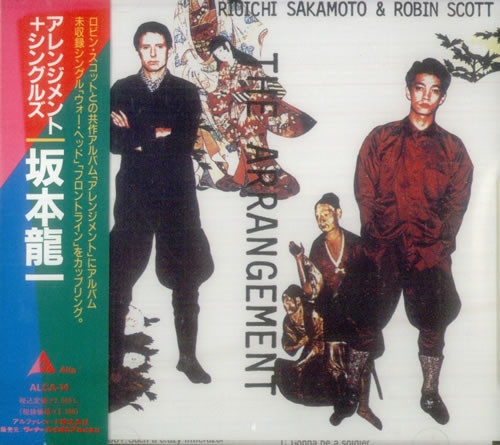 アレンジメント
+シングルズ
坂本龍一
ロビン・スコットとの共作アルバム「アレンジメント」にアルバム
未収録シングル「ウォー・ヘッド」「フロントライン」をカップリング。
Alfa
RIUICHI SAKAMOTO & ROBIN SCOTT
THE ARRANGEMENT